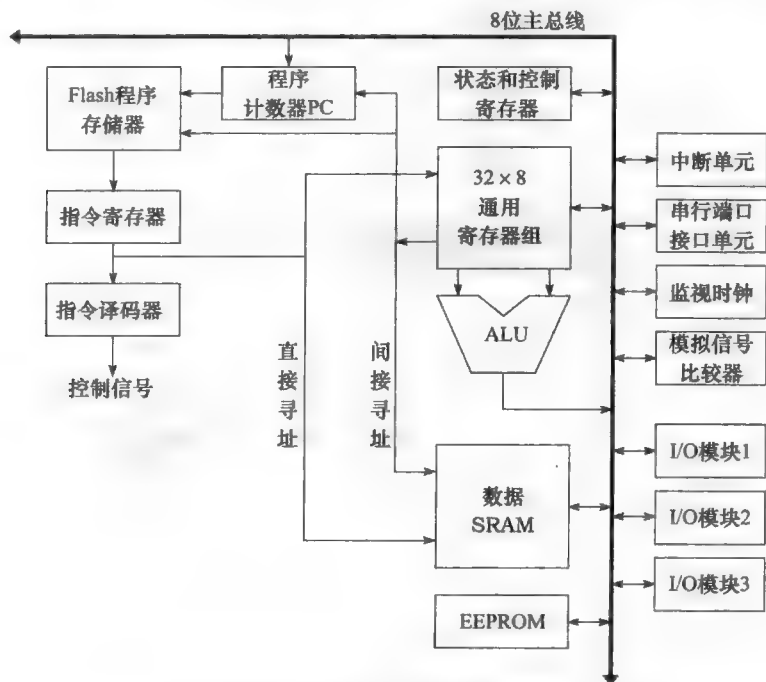 8位主总线
Flash程序
存储器
程序
计数器PC
状态和控制
寄存器
指令寄存器
32×8
通用
寄存器组
中断单元
串行端口
接口单元
指令译码器
监视时钟
ALU
模拟信号
比较器
控制信号
直接寻址
间接寻址
I/O模块1
数据
SRAM
I/O模块2
I/O模块3
EEPROM